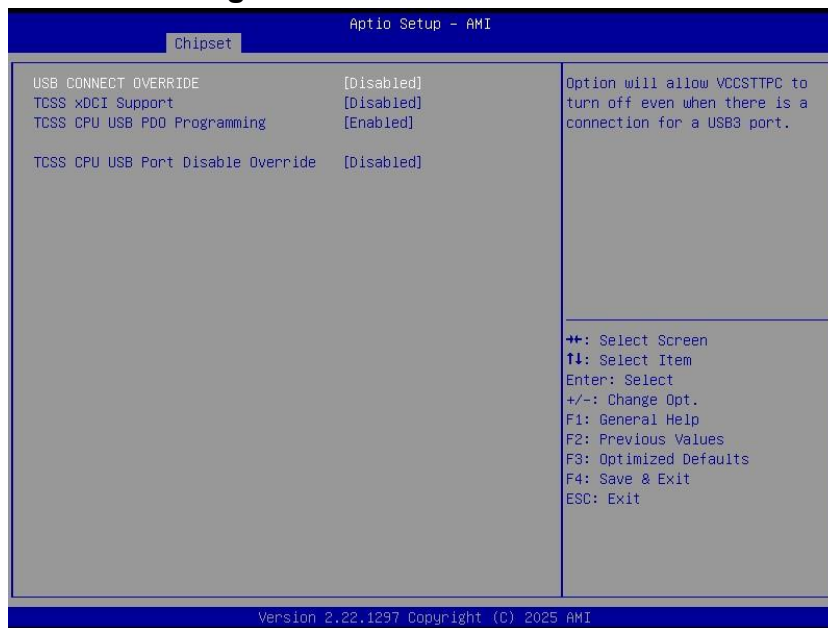 Aptio Setup – AMI
Chipset
USB CONNECT OVERRIDE [Disabled]
TCSS xDCI Support [Disabled]
TCSS CPU USB PDO Programming [Enabled]
TCSS CPU USB Port Disable Override [Disabled]
Option will allow VCCSTTPC to
turn off even when there is a
connection for a USB3 port.
→←: Select Screen
↑↓: Select Item
Enter: Select
+/-: Change Opt.
F1: General Help
F2: Previous Values
F3: Optimized Defaults
F4: Save & Exit
ESC: Exit
Version 2.22.1297 Copyright (C) 2025 AMI